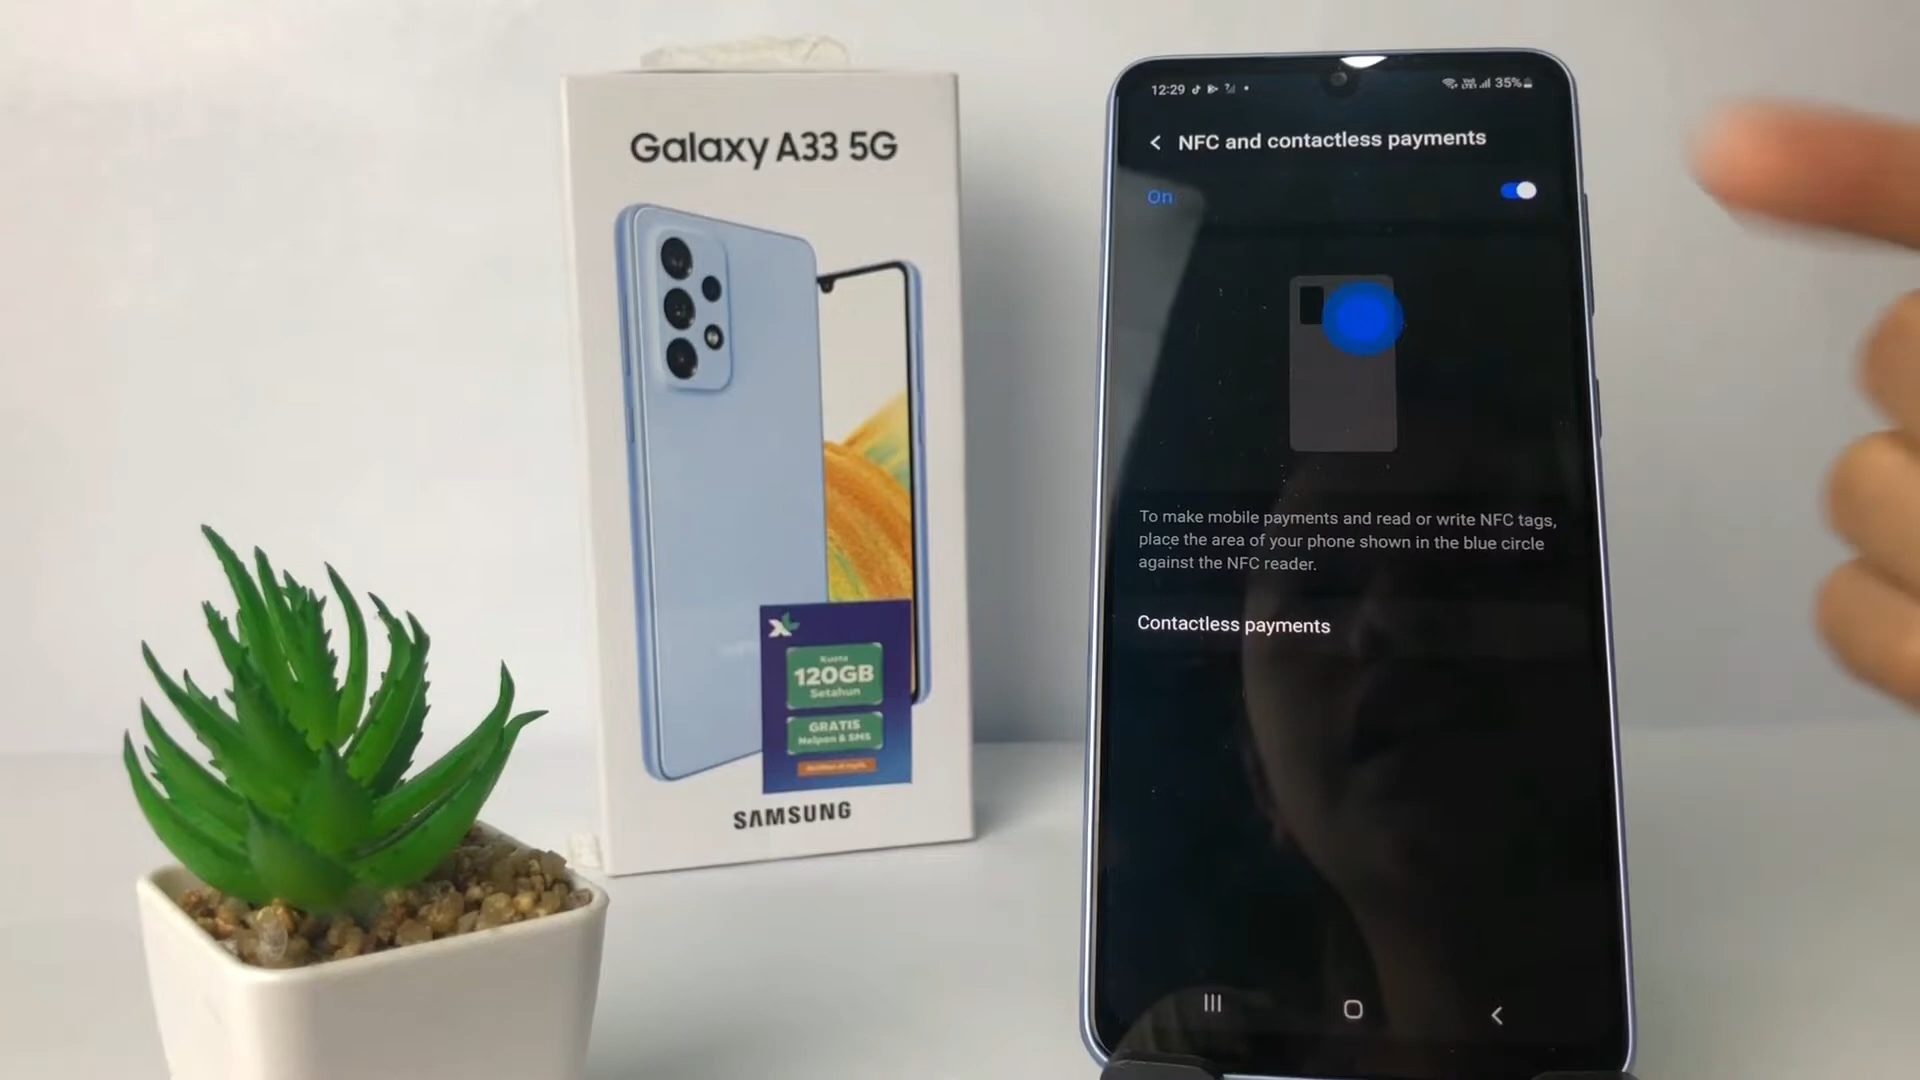 Galaxy A33 5G
XL
Kuota
120GB
Setahun
GRATIS
Nelpon & SMS
SAMSUNG
12:29
35%
NFC and contactless payments
On
To make mobile payments and read or write NFC tags,
place the area of your phone shown in the blue circle
against the NFC reader.
Contactless payments